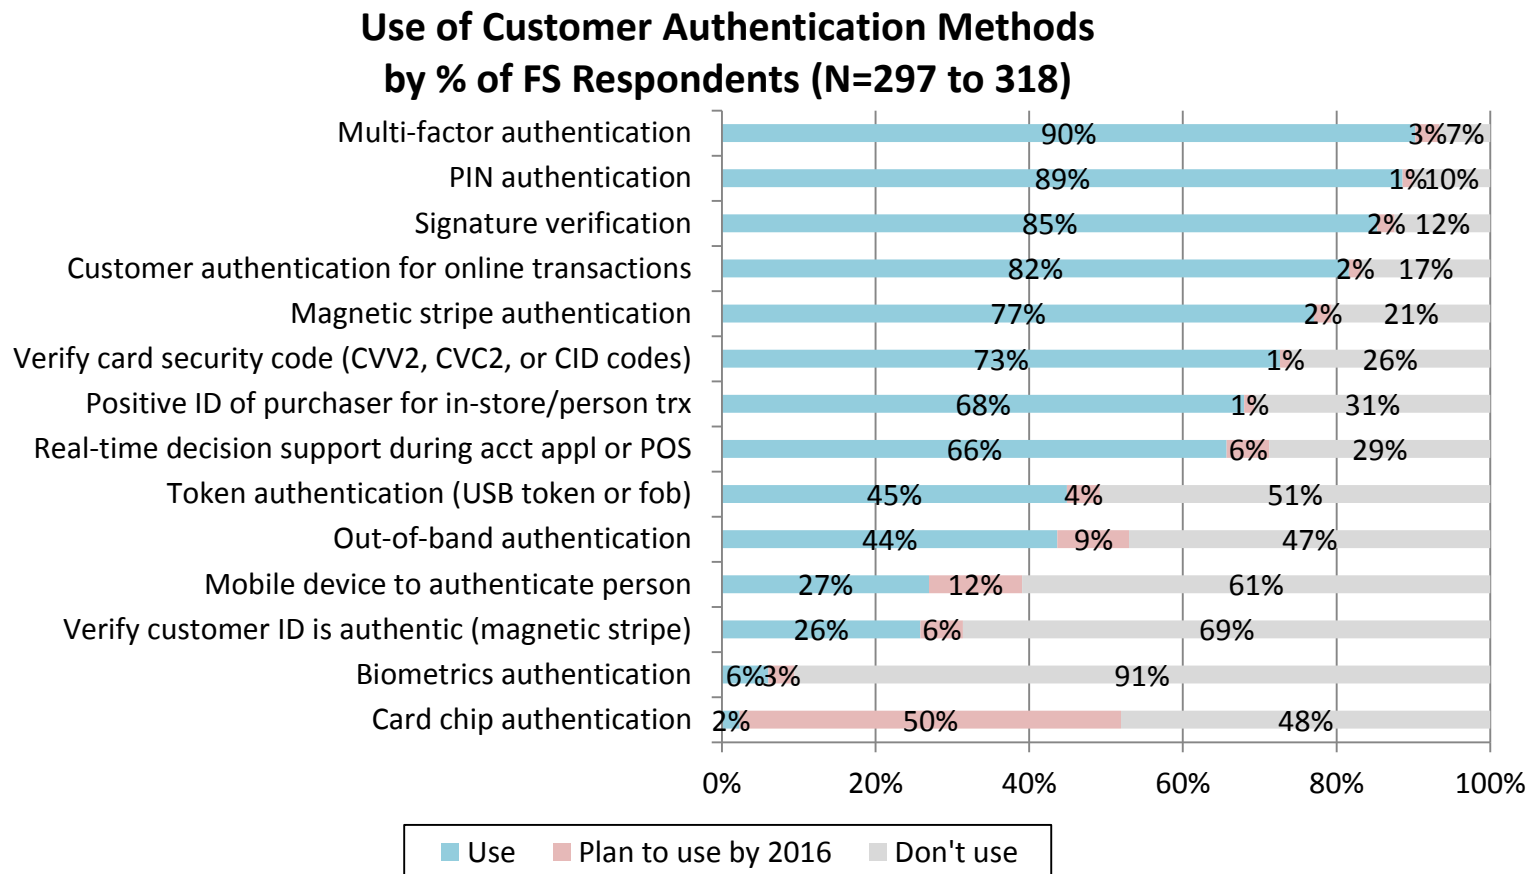 Use of Customer Authentication Methods
by % of FS Respondents (N=297 to 318)
Multi-factor authentication 90% 3% 7%
PIN authentication 89% 1% 10%
Signature verification 85% 2% 12%
Customer authentication for online transactions 82% 2% 17%
Magnetic stripe authentication 77% 2% 21%
Verify card security code (CVV2, CVC2, or CID codes) 73% 1% 26%
Positive ID of purchaser for in-store/person trx 68% 1% 31%
Real-time decision support during acct appl or POS 66% 6% 29%
Token authentication (USB token or fob) 45% 4% 51%
Out-of-band authentication 44% 9% 47%
Mobile device to authenticate person 27% 12% 61%
Verify customer ID is authentic (magnetic stripe) 26% 6% 69%
Biometrics authentication 6% 3% 91%
Card chip authentication 2% 50% 48%
0% 20% 40% 60% 80% 100%
Use Plan to use by 2016 Don't use